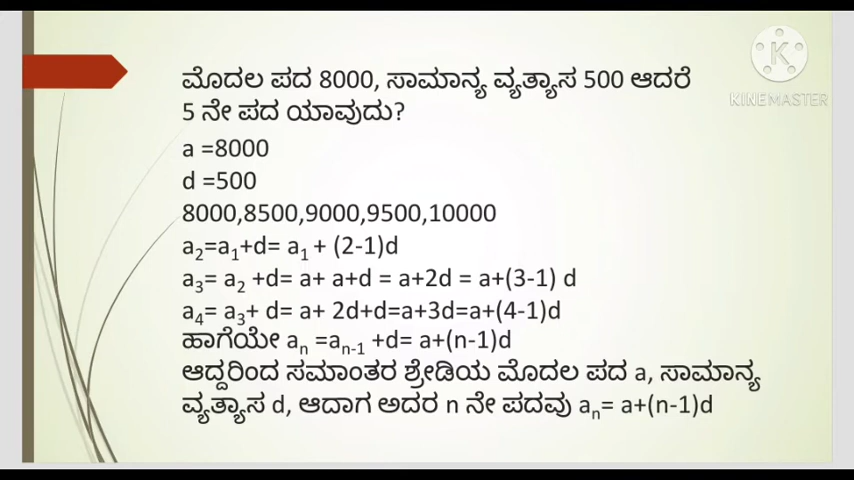 ಮೊದಲ ಪದ 8000, ಸಾಮಾನ್ಯ ವ್ಯತ್ಯಾಸ 500 ಆದರೆ
5 ನೇ ಪದ ಯಾವುದು?
a =8000
d =500
8000,8500,9000,9500,10000
a₂=a₁+d= a₁ + (2-1)d
a₃= a₂ +d= a+ a+d = a+2d = a+(3-1) d
a₄= a₃+ d= a+ 2d+d=a+3d=a+(4-1)d
ಹಾಗೆಯೇ aₙ =aₙ₋₁ +d= a+(n-1)d
ಆದ್ದರಿಂದ ಸಮಾಂತರ ಶ್ರೇಡಿಯ ಮೊದಲ ಪದ a, ಸಾಮಾನ್ಯ
ವ್ಯತ್ಯಾಸ d, ಆದಾಗ ಅದರ n ನೇ ಪದವು aₙ= a+(n-1)d
K
KINEMASTER